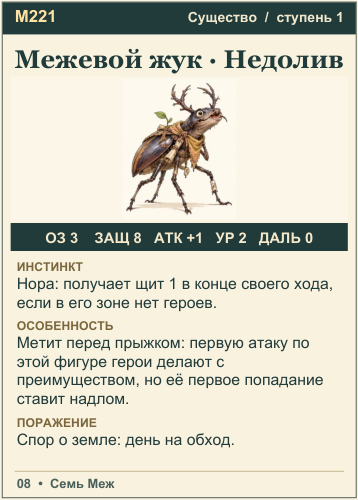 М221
Существо / ступень 1
Межевой жук · Недолив
ОЗ 3 ЗАЩ 8 АТК +1 УР 2 ДАЛЬ 0
ИНСТИНКТ
Нора: получает щит 1 в конце своего хода,
если в его зоне нет героев.
ОСОБЕННОСТЬ
Метит перед прыжком: первую атаку по
этой фигуре герои делают с
преимуществом, но её первое попадание
ставит надлом.
ПОРАЖЕНИЕ
Спор о земле: день на обход.
08 • Семь Меж